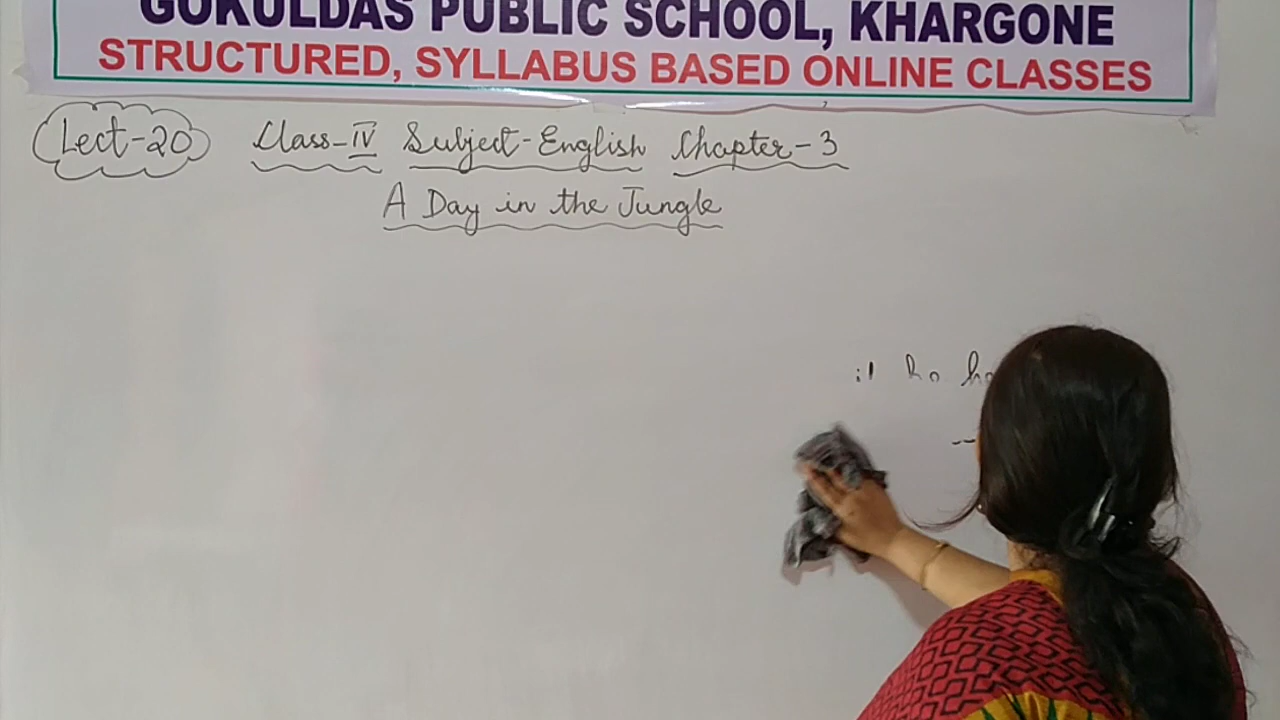 GOKULDAS PUBLIC SCHOOL, KHARGONE
STRUCTURED, SYLLABUS BASED ONLINE CLASSES
Lect-20 Class-IV Subject-English Chapter-3
A Day in the Jungle